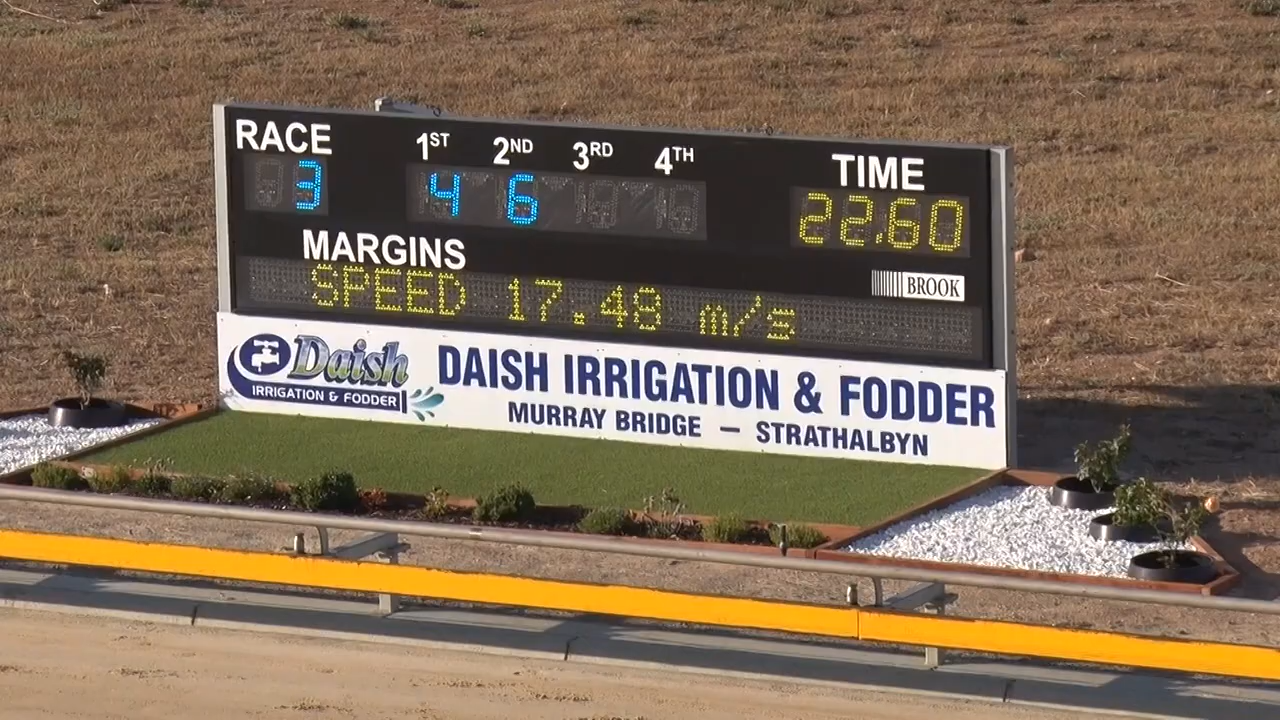 RACE 1ST 2ND 3RD 4TH TIME
3 4 6 22.60
MARGINS
BROOK
SPEED 17.48 m/s
Daish
IRRIGATION & FODDER
DAISH IRRIGATION & FODDER
MURRAY BRIDGE — STRATHALBYN